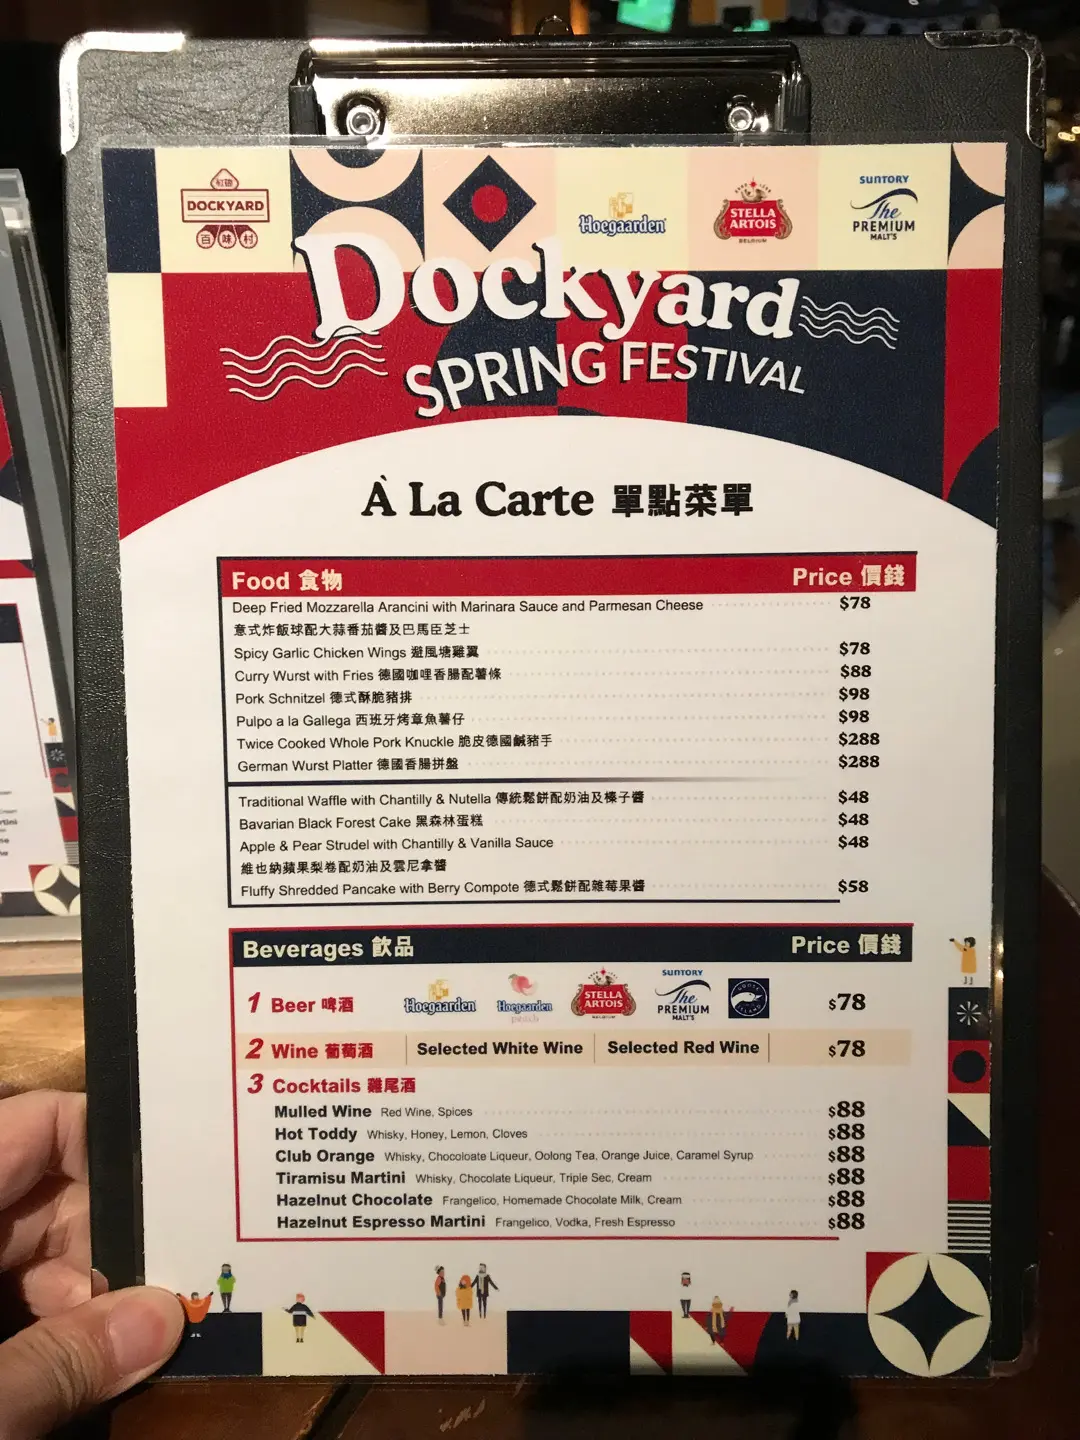 紅磡
DOCKYARD
百味村
Hoegaarden
STELLA
ARTOIS
BELGIUM
SUNTORY
The
PREMIUM
MALT'S
Dockyard
SPRING FESTIVAL
À La Carte 單點菜單
Food 食物 Price 價錢
Deep Fried Mozzarella Arancini with Marinara Sauce and Parmesan Cheese $78
意式炸飯球配大蒜番茄醬及巴馬臣芝士
Spicy Garlic Chicken Wings 避風塘雞翼 $78
Curry Wurst with Fries 德國咖哩香腸配薯條 $88
Pork Schnitzel 德式酥脆豬排 $98
Pulpo a la Gallega 西班牙烤章魚薯仔 $98
Twice Cooked Whole Pork Knuckle 脆皮德國鹹豬手 $288
German Wurst Platter 德國香腸拼盤 $288
Traditional Waffle with Chantilly & Nutella 傳統鬆餅配奶油及榛子醬 $48
Bavarian Black Forest Cake 黑森林蛋糕 $48
Apple & Pear Strudel with Chantilly & Vanilla Sauce $48
維也納蘋果梨卷配奶油及雲尼拿醬
Fluffy Shredded Pancake with Berry Compote 德式鬆餅配雜莓果醬 $58
Beverages 飲品 Price 價錢
1 Beer 啤酒 Hoegaarden Hoegaarden peach STELLA ARTOIS SUNTORY The PREMIUM MALT'S GOOSE ISLAND $78
2 Wine 葡萄酒 Selected White Wine Selected Red Wine $78
3 Cocktails 雞尾酒
Mulled Wine Red Wine, Spices $88
Hot Toddy Whisky, Honey, Lemon, Cloves $88
Club Orange Whisky, Chocoloate Liqueur, Oolong Tea, Orange Juice, Caramel Syrup $88
Tiramisu Martini Whisky, Chocolate Liqueur, Triple Sec, Cream $88
Hazelnut Chocolate Frangelico, Homemade Chocolate Milk, Cream $88
Hazelnut Espresso Martini Frangelico, Vodka, Fresh Espresso $88